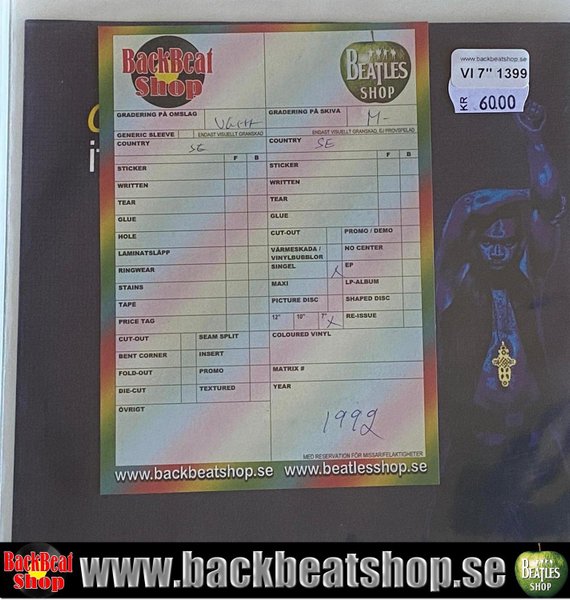 BackBeat
Shop
BEATLES
SHOP
www.backbeatshop.se
VI 7" 1399
KR 60.00
GRADERING PÅ OMSLAG
GRADERING PÅ SKIVA
M-
GENERIC SLEEVE
ENDAST VISUELLT GRANSKAD
ENDAST VISUELLT GRANSKAD, EJ PROVSPELAD
COUNTRY
SE
COUNTRY
SE
F B
F B
STICKER
STICKER
WRITTEN
WRITTEN
TEAR
TEAR
GLUE
GLUE
HOLE
CUT-OUT
PROMO / DEMO
LAMINATSLÄPP
VÄRMESKADA /
VINYLBUBBLOR
NO CENTER
RINGWEAR
SINGEL
X
EP
STAINS
MAXI
LP-ALBUM
TAPE
PICTURE DISC
SHAPED DISC
PRICE TAG
12" 10" 7"
X
RE-ISSUE
CUT-OUT
SEAM SPLIT
COLOURED VINYL
BENT CORNER
INSERT
FOLD-OUT
PROMO
MATRIX #
DIE-CUT
TEXTURED
YEAR
ÖVRIGT
1992
MED RESERVATION FÖR MISSAR/FELAKTIGHETER
www.backbeatshop.se www.beatlesshop.se
BackBeat
Shop
www.backbeatshop.se
BEATLES
SHOP